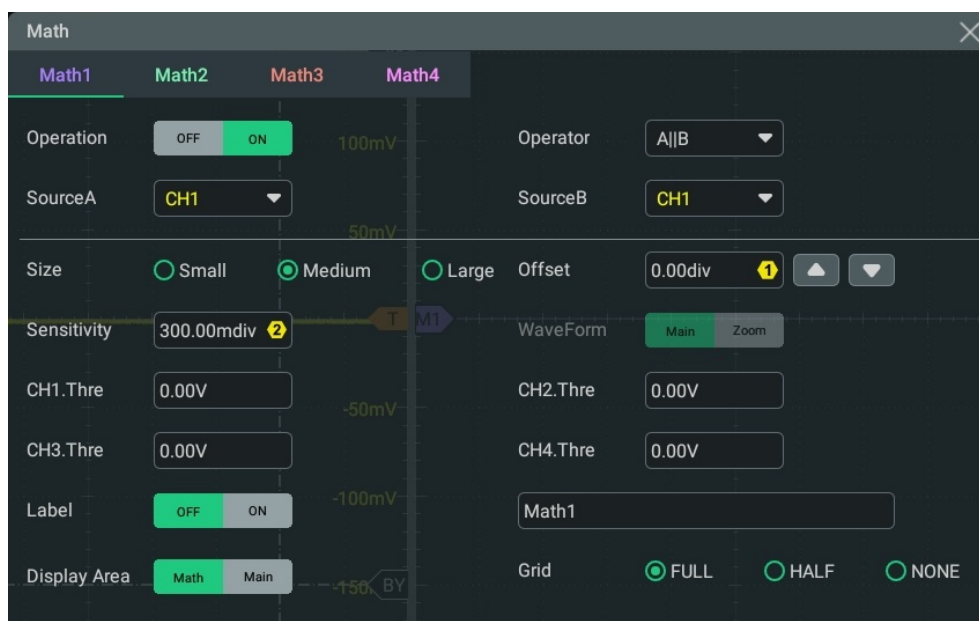 Math
Math1 Math2 Math3 Math4
Operation OFF ON 100mV Operator A||B
SourceA CH1 SourceB CH1
50mV
Size Small Medium Large Offset 0.00div 1
Sensitivity 300.00mdiv 2 T M1 WaveForm Main Zoom
CH1.Thre 0.00V -50mV CH2.Thre 0.00V
CH3.Thre 0.00V CH4.Thre 0.00V
Label OFF ON -100mV Math1
Display Area Math Main -150 BY Grid FULL HALF NONE